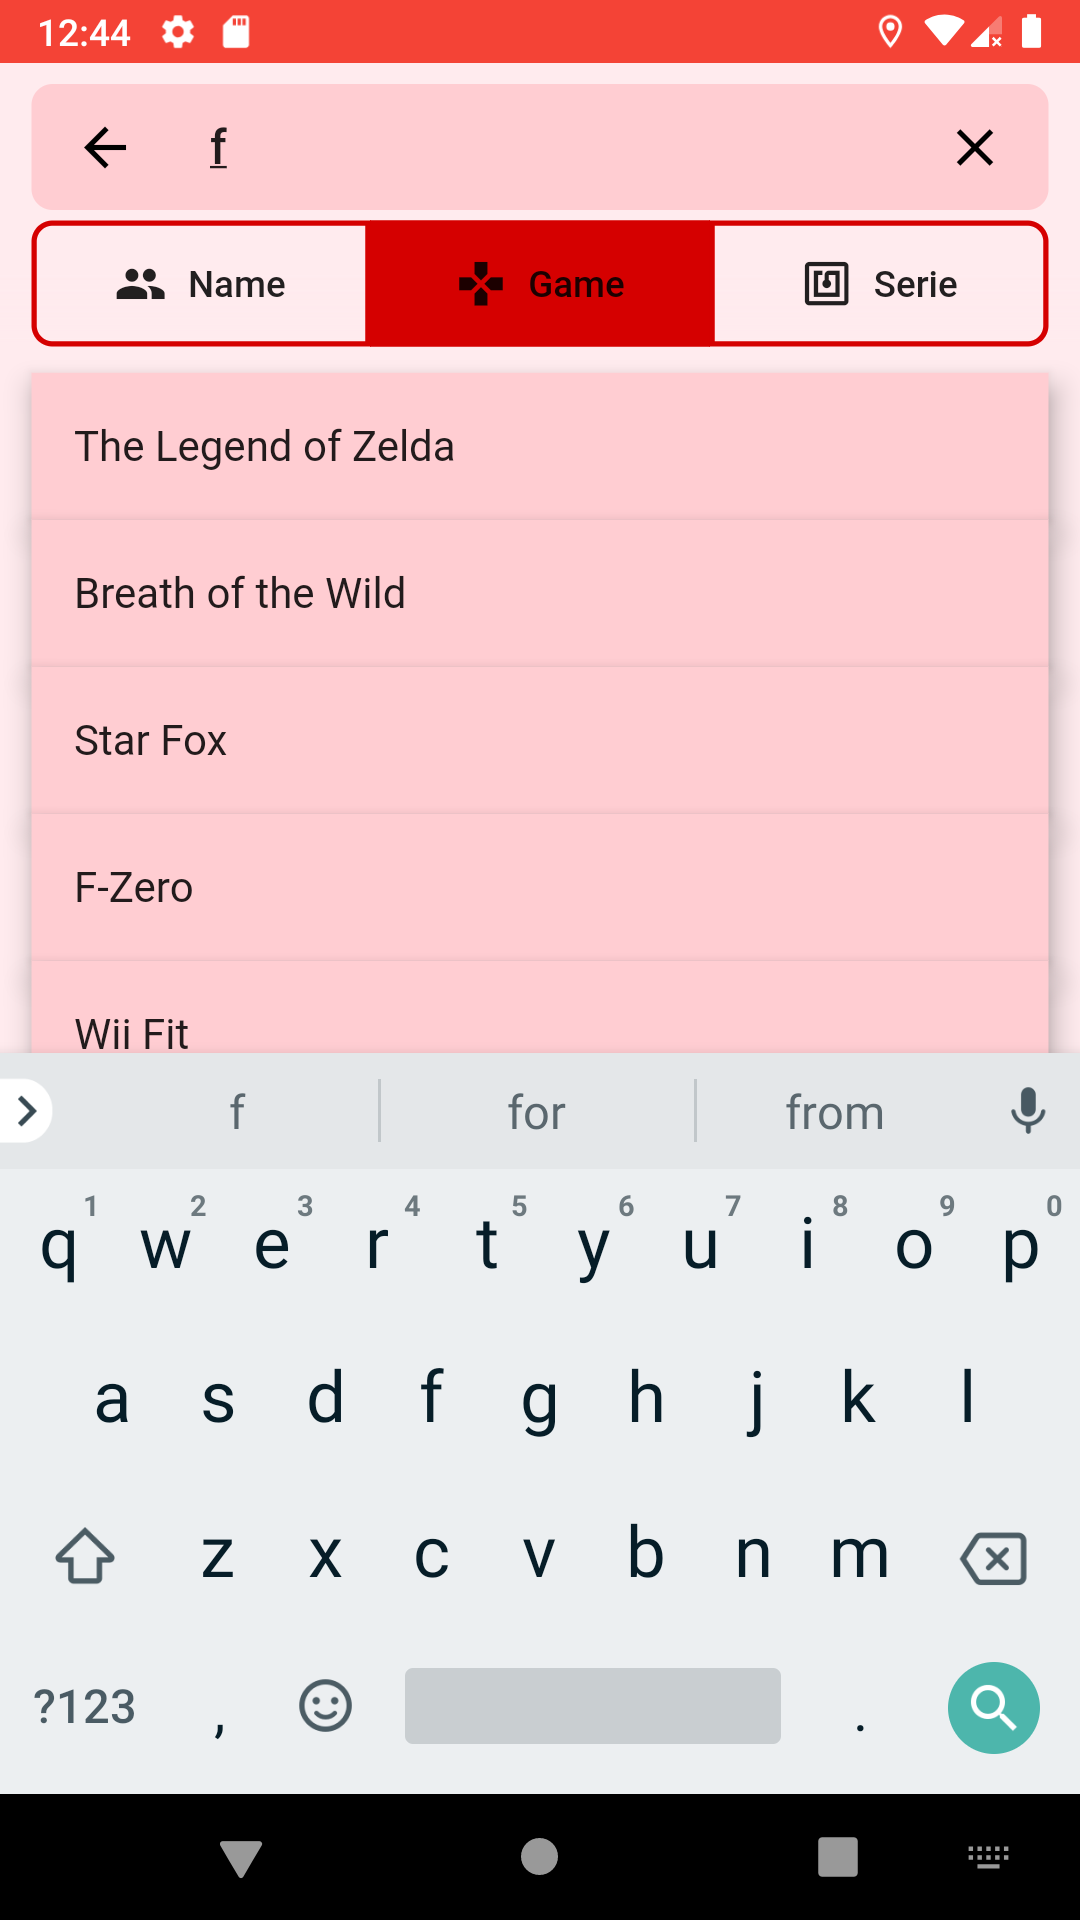 12:44
f
Name Game Serie
The Legend of Zelda
Breath of the Wild
Star Fox
F-Zero
Wii Fit
f for from
1 2 3 4 5 6 7 8 9 0
q w e r t y u i o p
a s d f g h j k l
z x c v b n m
?123 , .